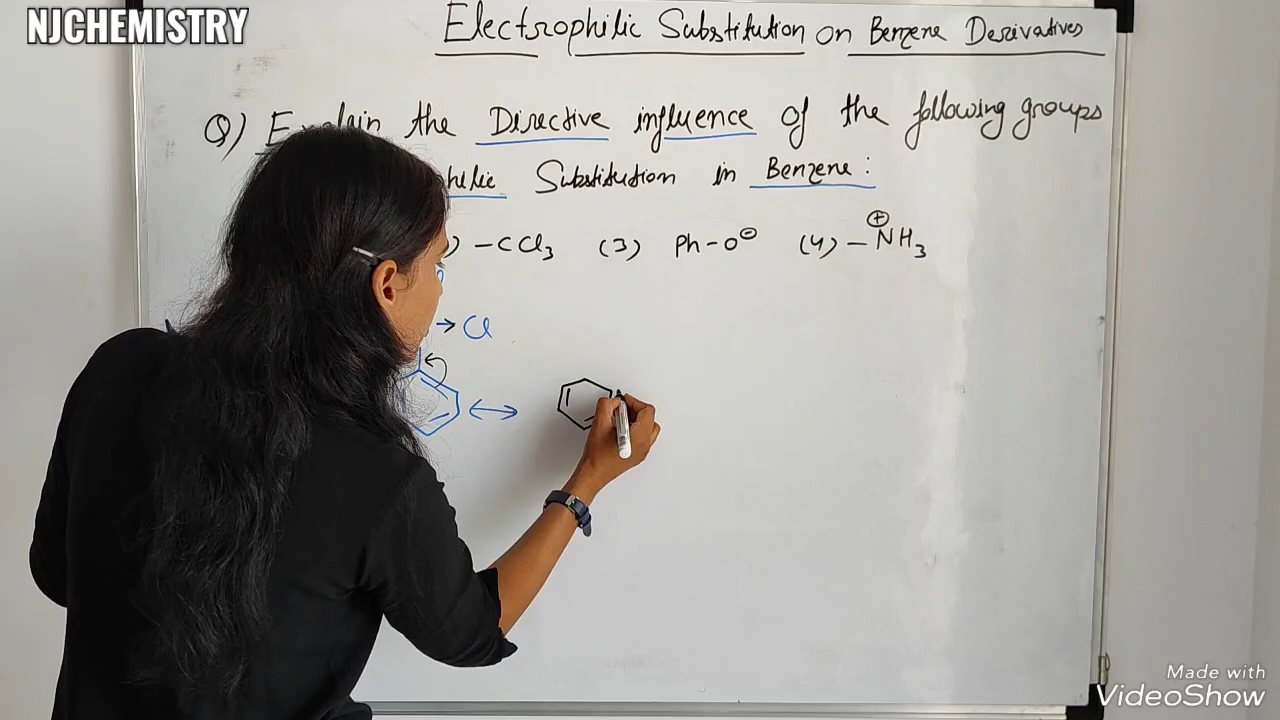 NJCHEMISTRY
Electrophilic Substitution on Benzene Derivatives
Q) Explain the Directive influence of the following groups
Substitution in Benzene :
) –CCl₃ (3) Ph–O⊖ (4) –N⊕H₃
→ Cl
Made with
VideoShow